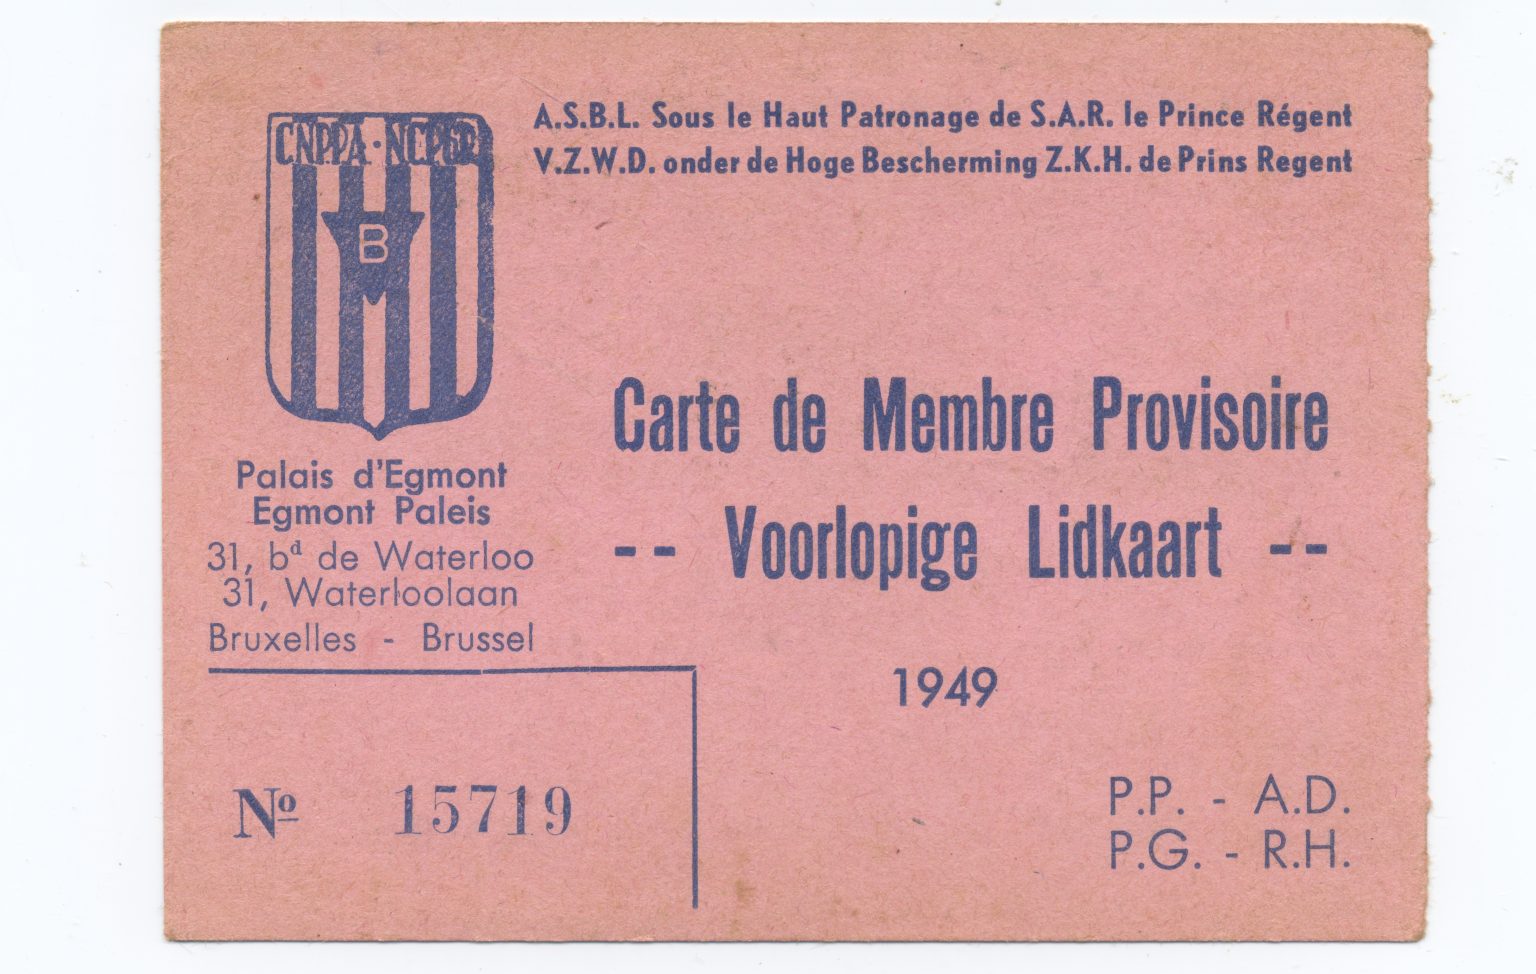 CNPPA · NCPGR
A.S.B.L. Sous le Haut Patronage de S.A.R. le Prince Régent
V.Z.W.D. onder de Hoge Bescherming Z.K.H. de Prins Regent
B
Palais d'Egmont
Egmont Paleis
31, bd de Waterloo
31, Waterloolaan
Bruxelles - Brussel
Carte de Membre Provisoire
-- Voorlopige Lidkaart --
1949
Nº 15719
P.P. - A.D.
P.G. - R.H.